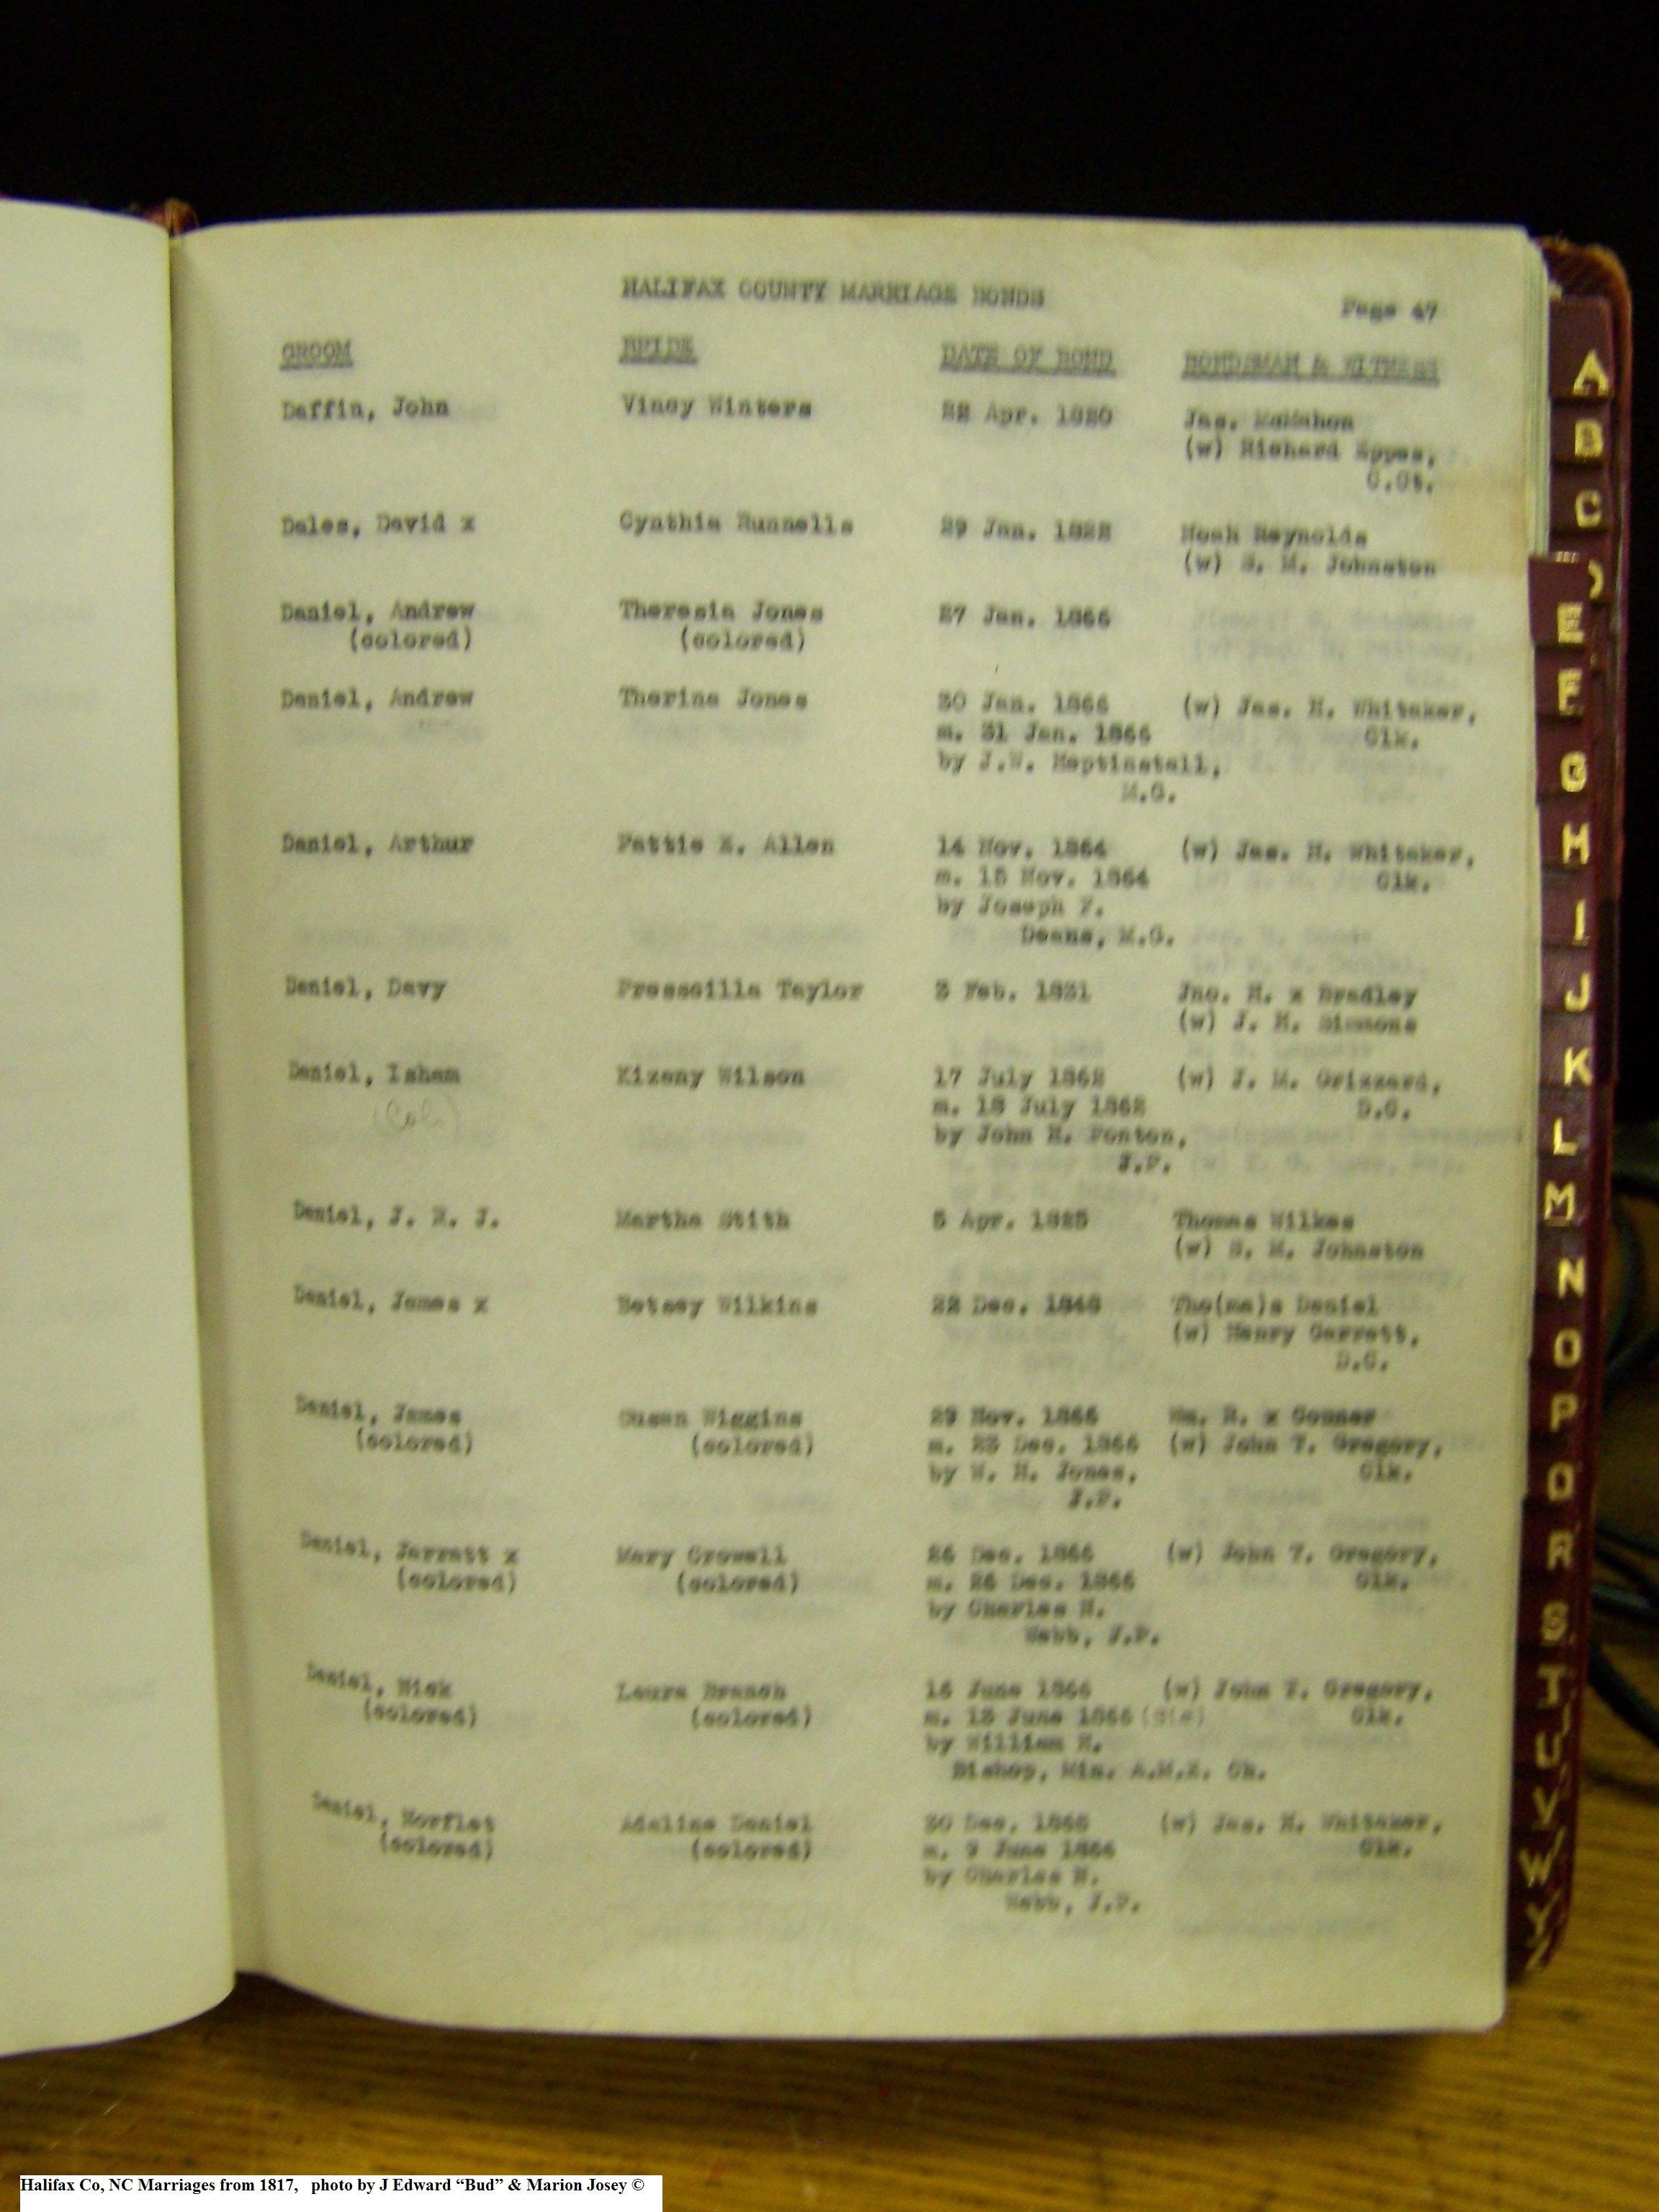 HALIFAX COUNTY MARRIAGE BONDS
Page 47
GROOM BRIDE DATE OF BOND BONDSMAN & WITNESS
Daffin, John Vincy Winters 22 Apr. 1820 Jas. McMahon
(w) Richard Eppes,
C.Ct.
Dales, David x Cynthia Runnells 29 Jan. 1822 Noah Reynolds
(w) S. M. Johnston
Daniel, Andrew Theresia Jones 27 Jan. 1866
(colored) (colored)
Daniel, Andrew Therina Jones 30 Jan. 1866 (w) Jas. H. Whitaker,
m. 31 Jan. 1866 Clk.
by J.W. Heptinstall,
M.G.
Daniel, Arthur Pattie E. Allen 14 Nov. 1864 (w) Jas. H. Whitaker,
m. 15 Nov. 1864 Clk.
by Joseph F.
Deans, M.G.
Daniel, Davy Presscilla Taylor 3 Feb. 1831 Jno. H. x Bradley
(w) J. H. Simmons
Daniel, Isham Kizeny Wilson 17 July 1862 (w) J. M. Grizzard,
(Col.) m. 18 July 1862 D.C.
by John H. Ponton,
J.P.
Daniel, J. R. J. Martha Stith 5 Apr. 1825 Thomas Wilkes
(w) S. M. Johnston
Daniel, James x Betsey Wilkins 22 Dec. 1848 Tho(ma)s Daniel
(w) Henry Garrett,
D.C.
Daniel, James Susan Wiggins 29 Nov. 1866 Wm. R. x Conner
(colored) (colored) m. 23 Dec. 1866 (w) John T. Gregory,
by W. H. Jones, Clk.
J.P.
Daniel, Jarratt x Mary Crowell 26 Dec. 1866 (w) John T. Gregory,
(colored) (colored) m. 26 Dec. 1866 Clk.
by Charles N.
Webb, J.P.
Daniel, Nick Laura Branch 16 June 1866 (w) John T. Gregory,
(colored) (colored) m. 13 June 1866 (Sic) Clk.
by William H.
Bishop, Min. A.M.E. Ch.
Daniel, Norflet Adaline Daniel 30 Dec. 1865 (w) Jas. H. Whitaker,
(colored) (colored) m. 9 June 1866 Clk.
by Charles N.
Webb, J.P.
A
B
C
D
E
F
G
H
I
J
K
L
M
N
O
P
Q
R
S
T
U
V
W
Y
Z
Halifax Co, NC Marriages from 1817, photo by J Edward “Bud” & Marion Josey ©